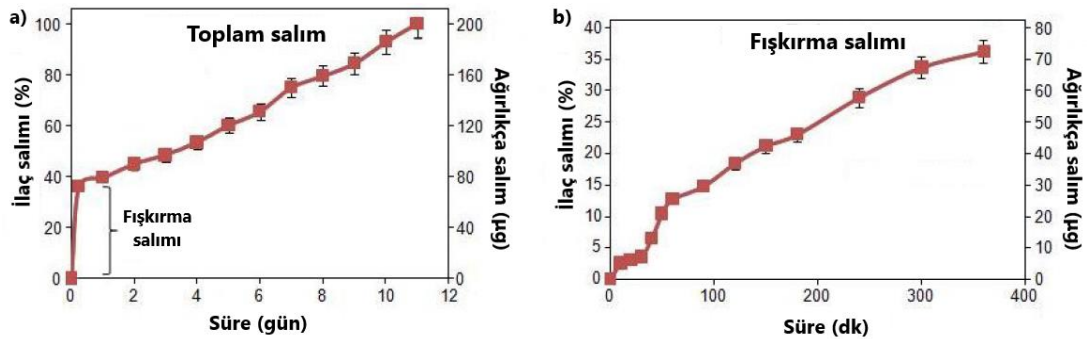 a)
Toplam salım
İlaç salımı (%)
100
80
60
40
20
0
Fışkırma
salımı
200
160
120
80
40
0
Ağırlıkça salım (µg)
0 2 4 6 8 10 12
Süre (gün)
b)
Fışkırma salımı
İlaç salımı (%)
40
35
30
25
20
15
10
5
0
80
70
60
50
40
30
20
10
0
Ağırlıkça salım (µg)
0 100 200 300 400
Süre (dk)